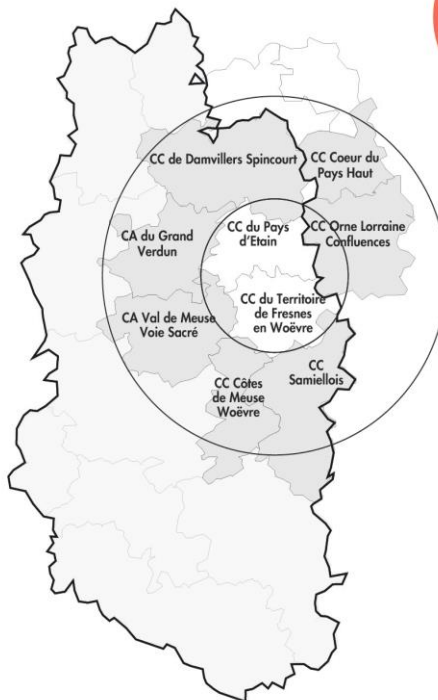 CC de Damvillers Spincourt
CC Coeur du
Pays Haut
CA du Grand
Verdun
CC du Pays
d'Etain
CC Orne Lorraine
Confluences
CA Val de Meuse
Voie Sacré
CC du Territoire
de Fresnes
en Woëvre
CC Côtes
de Meuse
Woëvre
CC
Samiellois